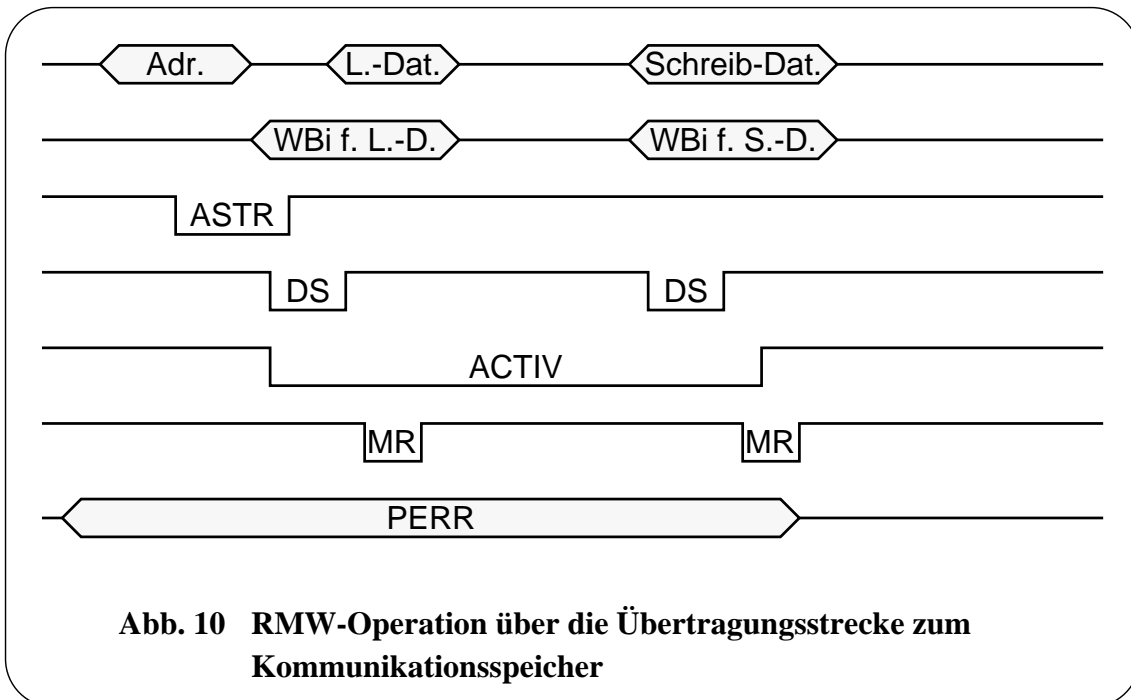 Adr. L.-Dat. Schreib-Dat.
WBi f. L.-D. WBi f. S.-D.
ASTR
DS DS
ACTIV
MR MR
PERR
Abb. 10 RMW-Operation über die Übertragungsstrecke zum
Kommunikationsspeicher